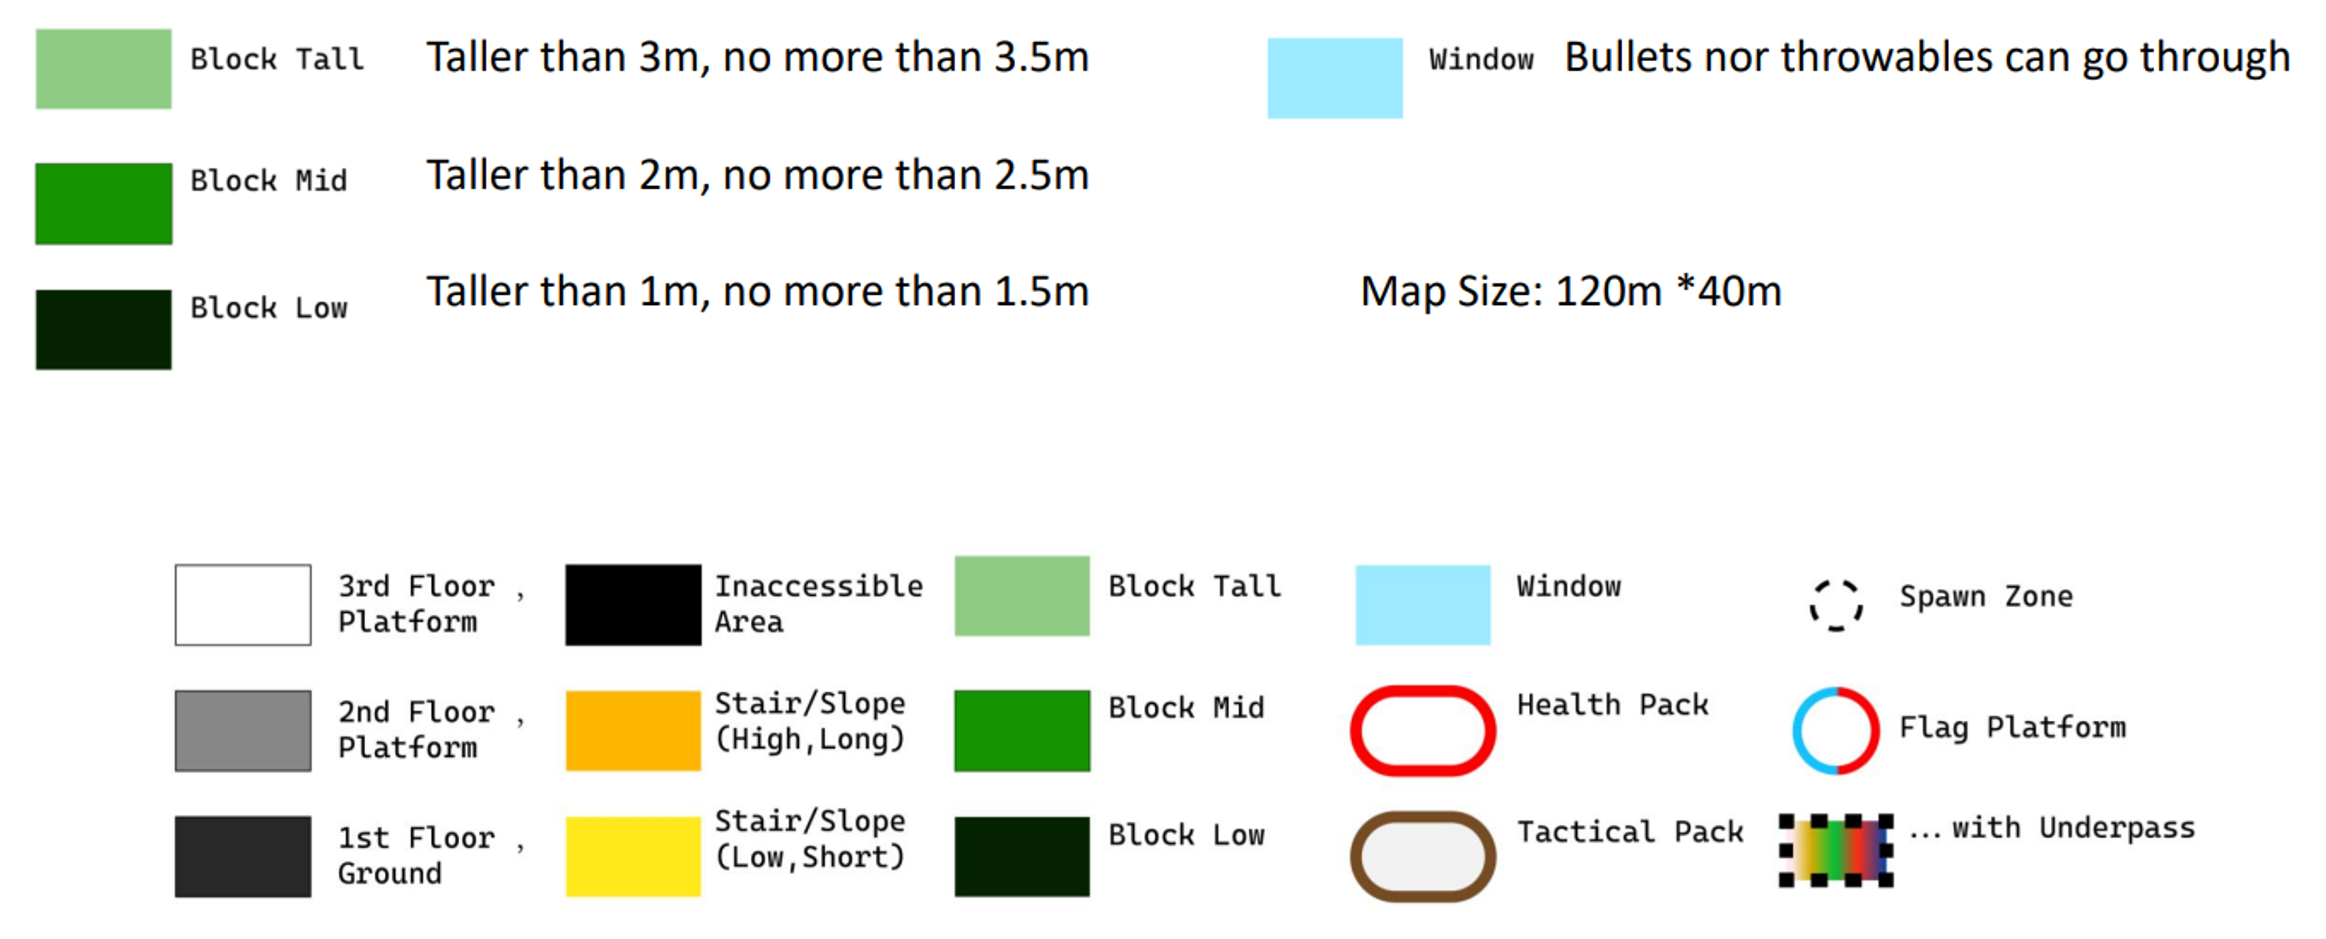 Block Tall Taller than 3m, no more than 3.5m
Window Bullets nor throwables can go through
Block Mid Taller than 2m, no more than 2.5m
Block Low Taller than 1m, no more than 1.5m
Map Size: 120m *40m
3rd Floor ,
Platform
Inaccessible
Area
Block Tall
Window
Spawn Zone
2nd Floor ,
Platform
Stair/Slope
(High,Long)
Block Mid
Health Pack
Flag Platform
1st Floor ,
Ground
Stair/Slope
(Low,Short)
Block Low
Tactical Pack
... with Underpass